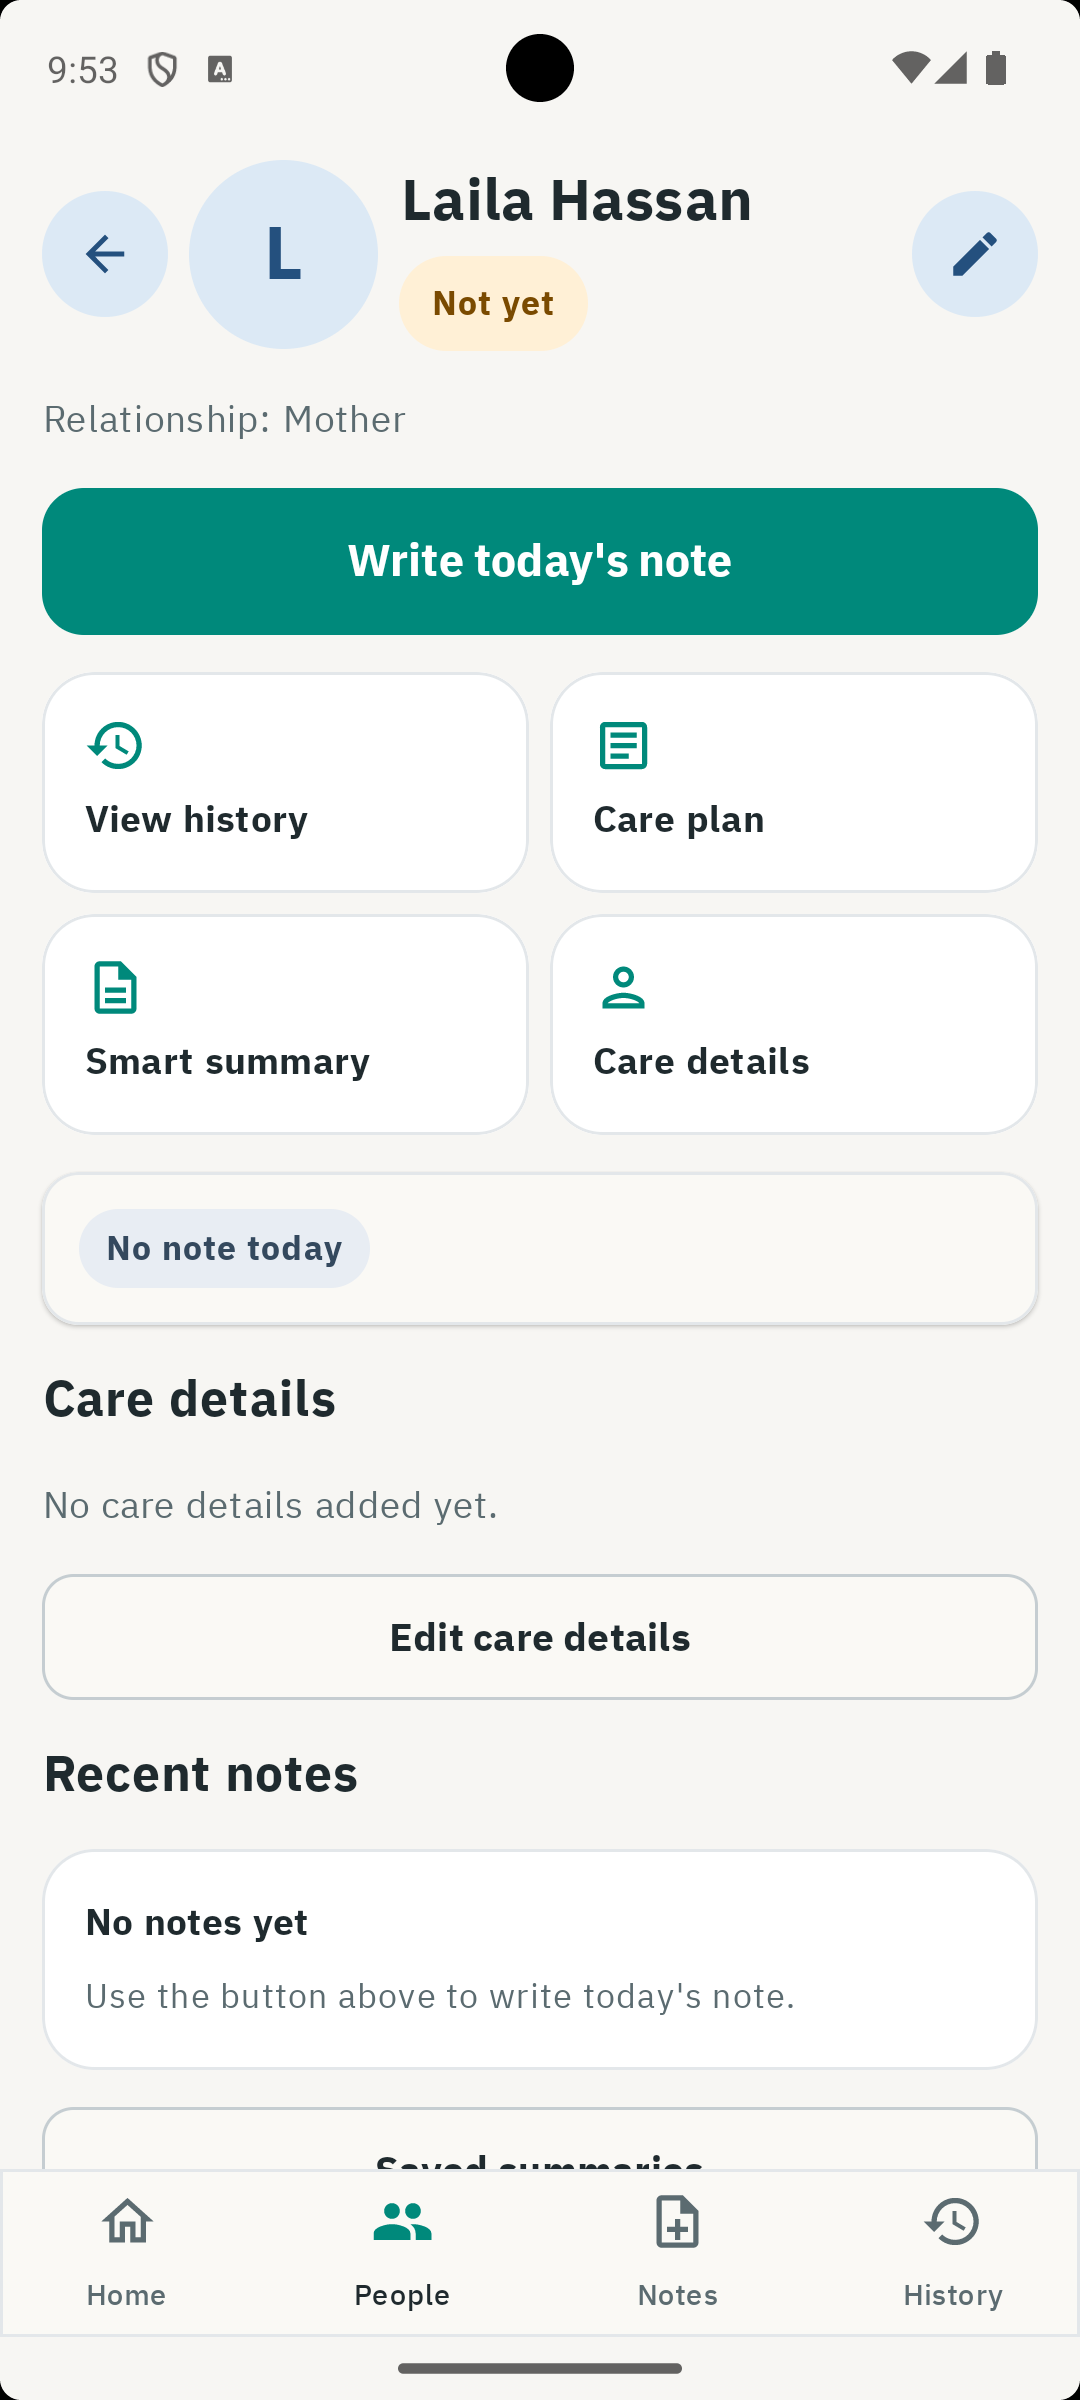 9:53
L
Laila Hassan
Not yet
Relationship: Mother
Write today's note
View history
Care plan
Smart summary
Care details
No note today
Care details
No care details added yet.
Edit care details
Recent notes
No notes yet
Use the button above to write today's note.
Saved summaries
Home
People
Notes
History